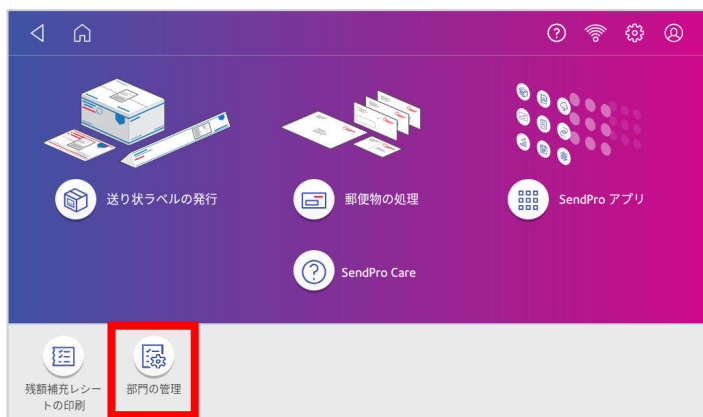 送り状ラベルの発行
郵便物の処理
SendPro アプリ
SendPro Care
残額補充レシー
トの印刷
部門の管理